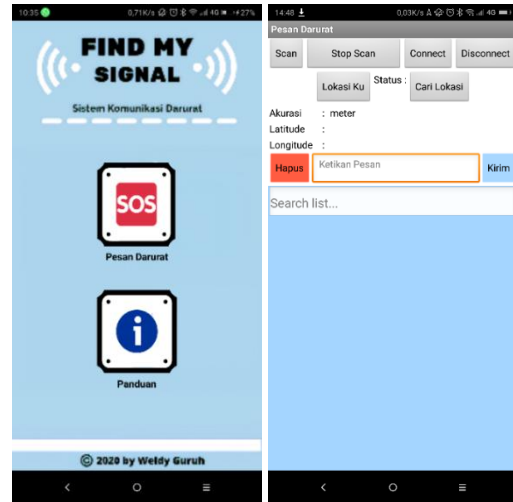 10:35 0,71K/s 4G 27%
FIND MY
SIGNAL
Sistem Komunikasi Darurat
SOS
Pesan Darurat
i
Panduan
© 2020 by Weldy Guruh
14:48 0,03K/s A 4G
Pesan Darurat
Scan Stop Scan Connect Disconnect
Lokasi Ku Status : Cari Lokasi
Akurasi : meter
Latitude :
Longitude :
Hapus Ketikan Pesan Kirim
Search list...